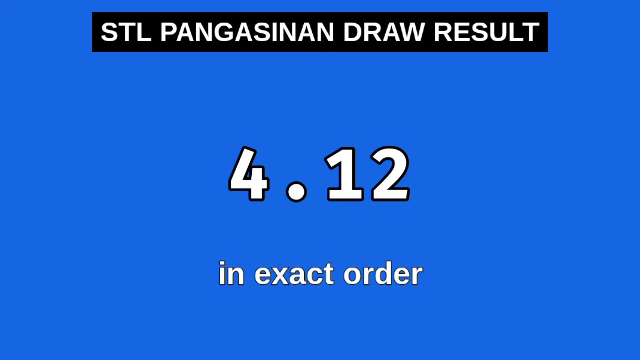 STL PANGASINAN DRAW RESULT
4.12
in exact order